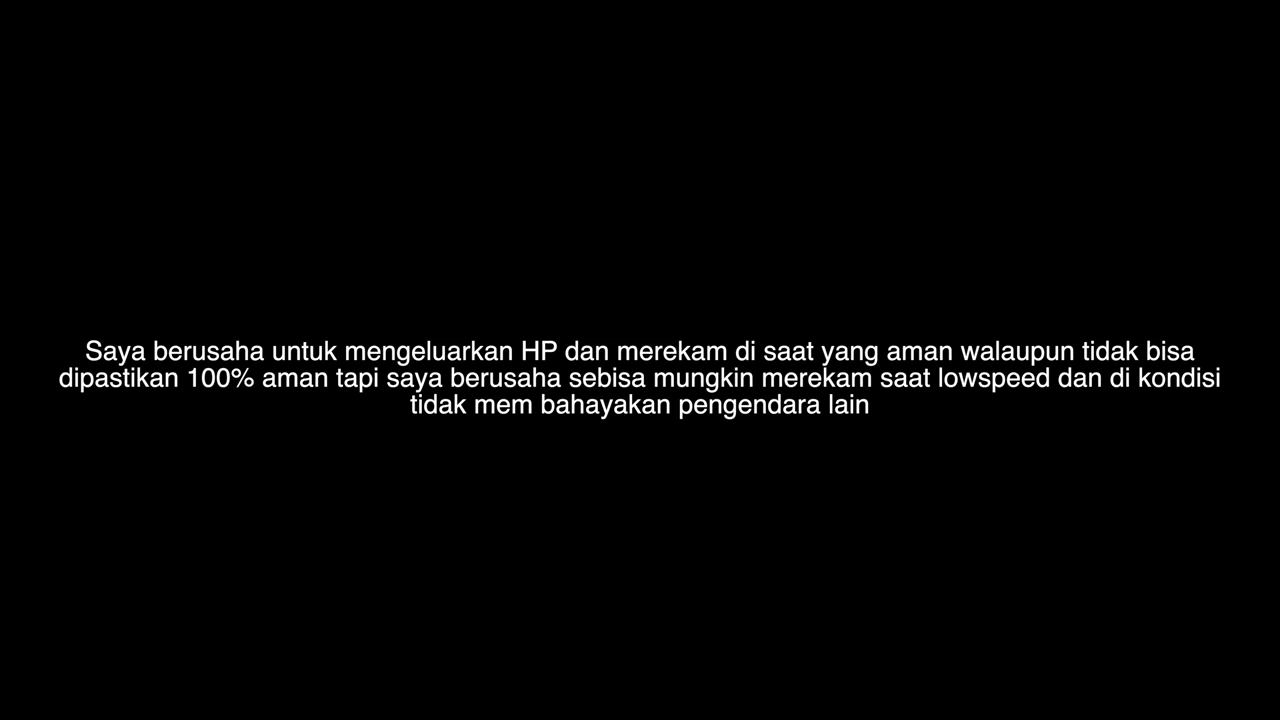 Saya berusaha untuk mengeluarkan HP dan merekam di saat yang aman walaupun tidak bisa
dipastikan 100% aman tapi saya berusaha sebisa mungkin merekam saat lowspeed dan di kondisi
tidak mem bahayakan pengendara lain